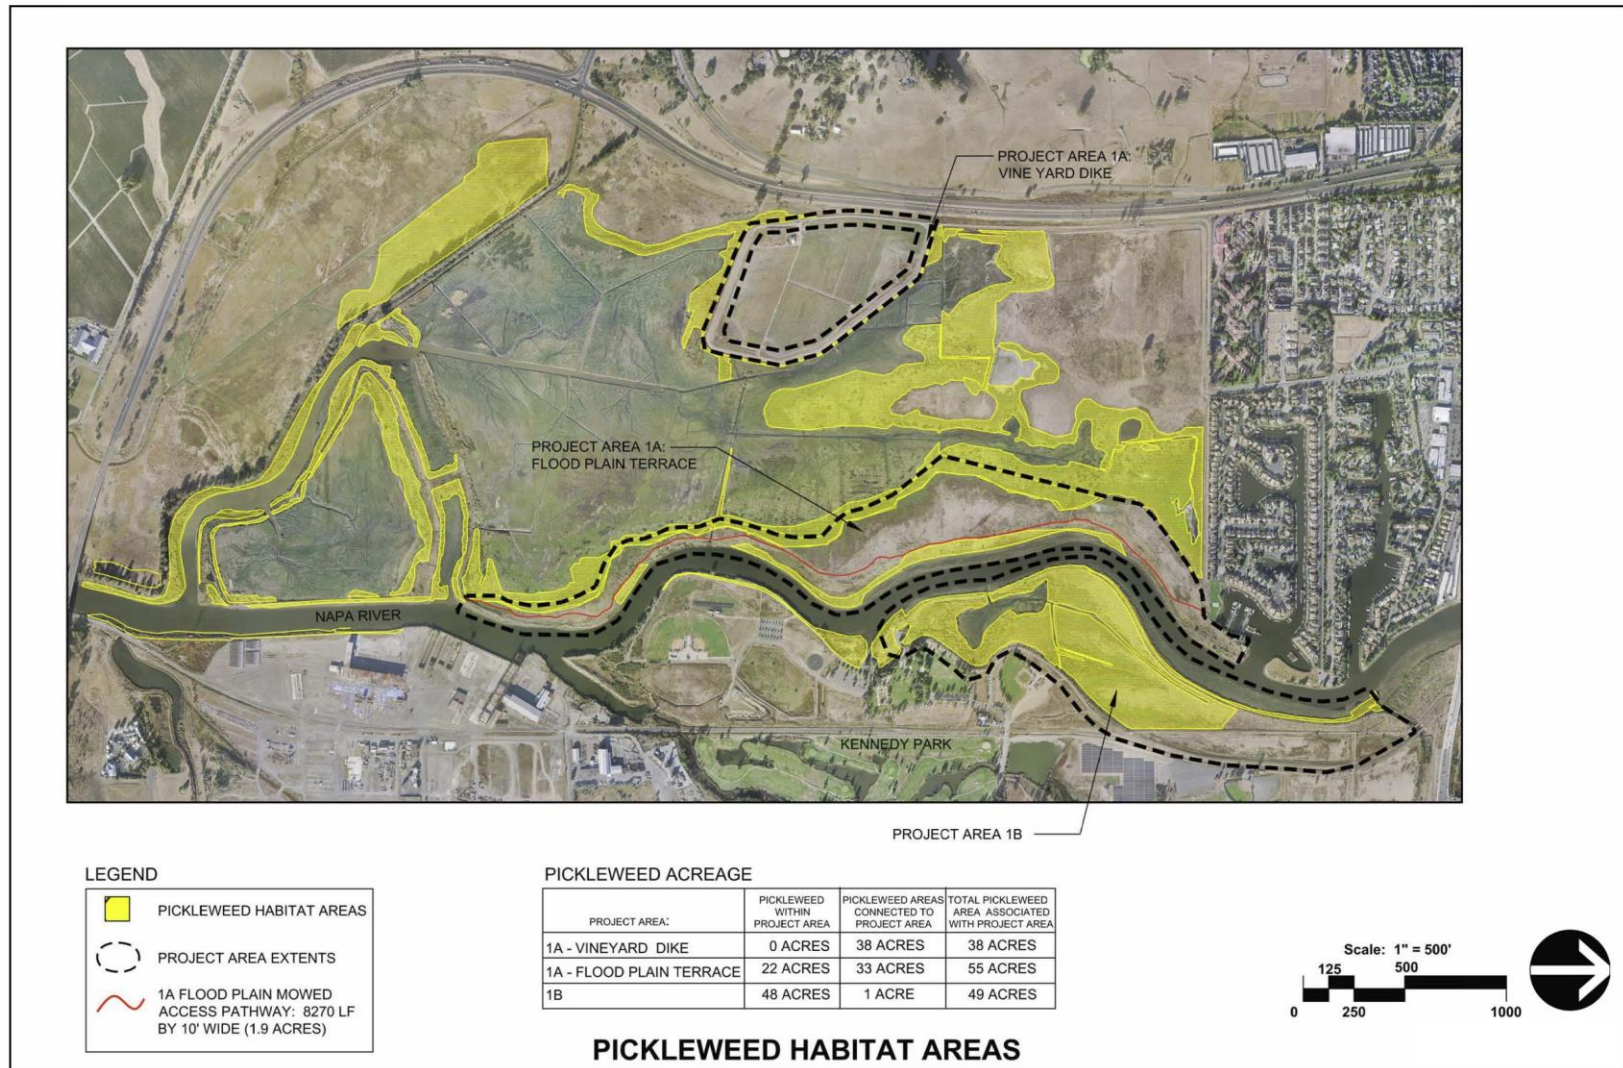 PROJECT AREA 1A:
VINE YARD DIKE
PROJECT AREA 1A:
FLOOD PLAIN TERRACE
NAPA RIVER
KENNEDY PARK
PROJECT AREA 1B
LEGEND
PICKLEWEED HABITAT AREAS
PROJECT AREA EXTENTS
1A FLOOD PLAIN MOWED
ACCESS PATHWAY: 8270 LF
BY 10' WIDE (1.9 ACRES)
PICKLEWEED ACREAGE
PROJECT AREA:
PICKLEWEED
WITHIN
PROJECT AREA
PICKLEWEED AREAS
CONNECTED TO
PROJECT AREA
TOTAL PICKLEWEED
AREA ASSOCIATED
WITH PROJECT AREA
1A - VINEYARD DIKE 0 ACRES 38 ACRES 38 ACRES
1A - FLOOD PLAIN TERRACE 22 ACRES 33 ACRES 55 ACRES
1B 48 ACRES 1 ACRE 49 ACRES
Scale: 1" = 500'
125 500
0 250 1000
PICKLEWEED HABITAT AREAS